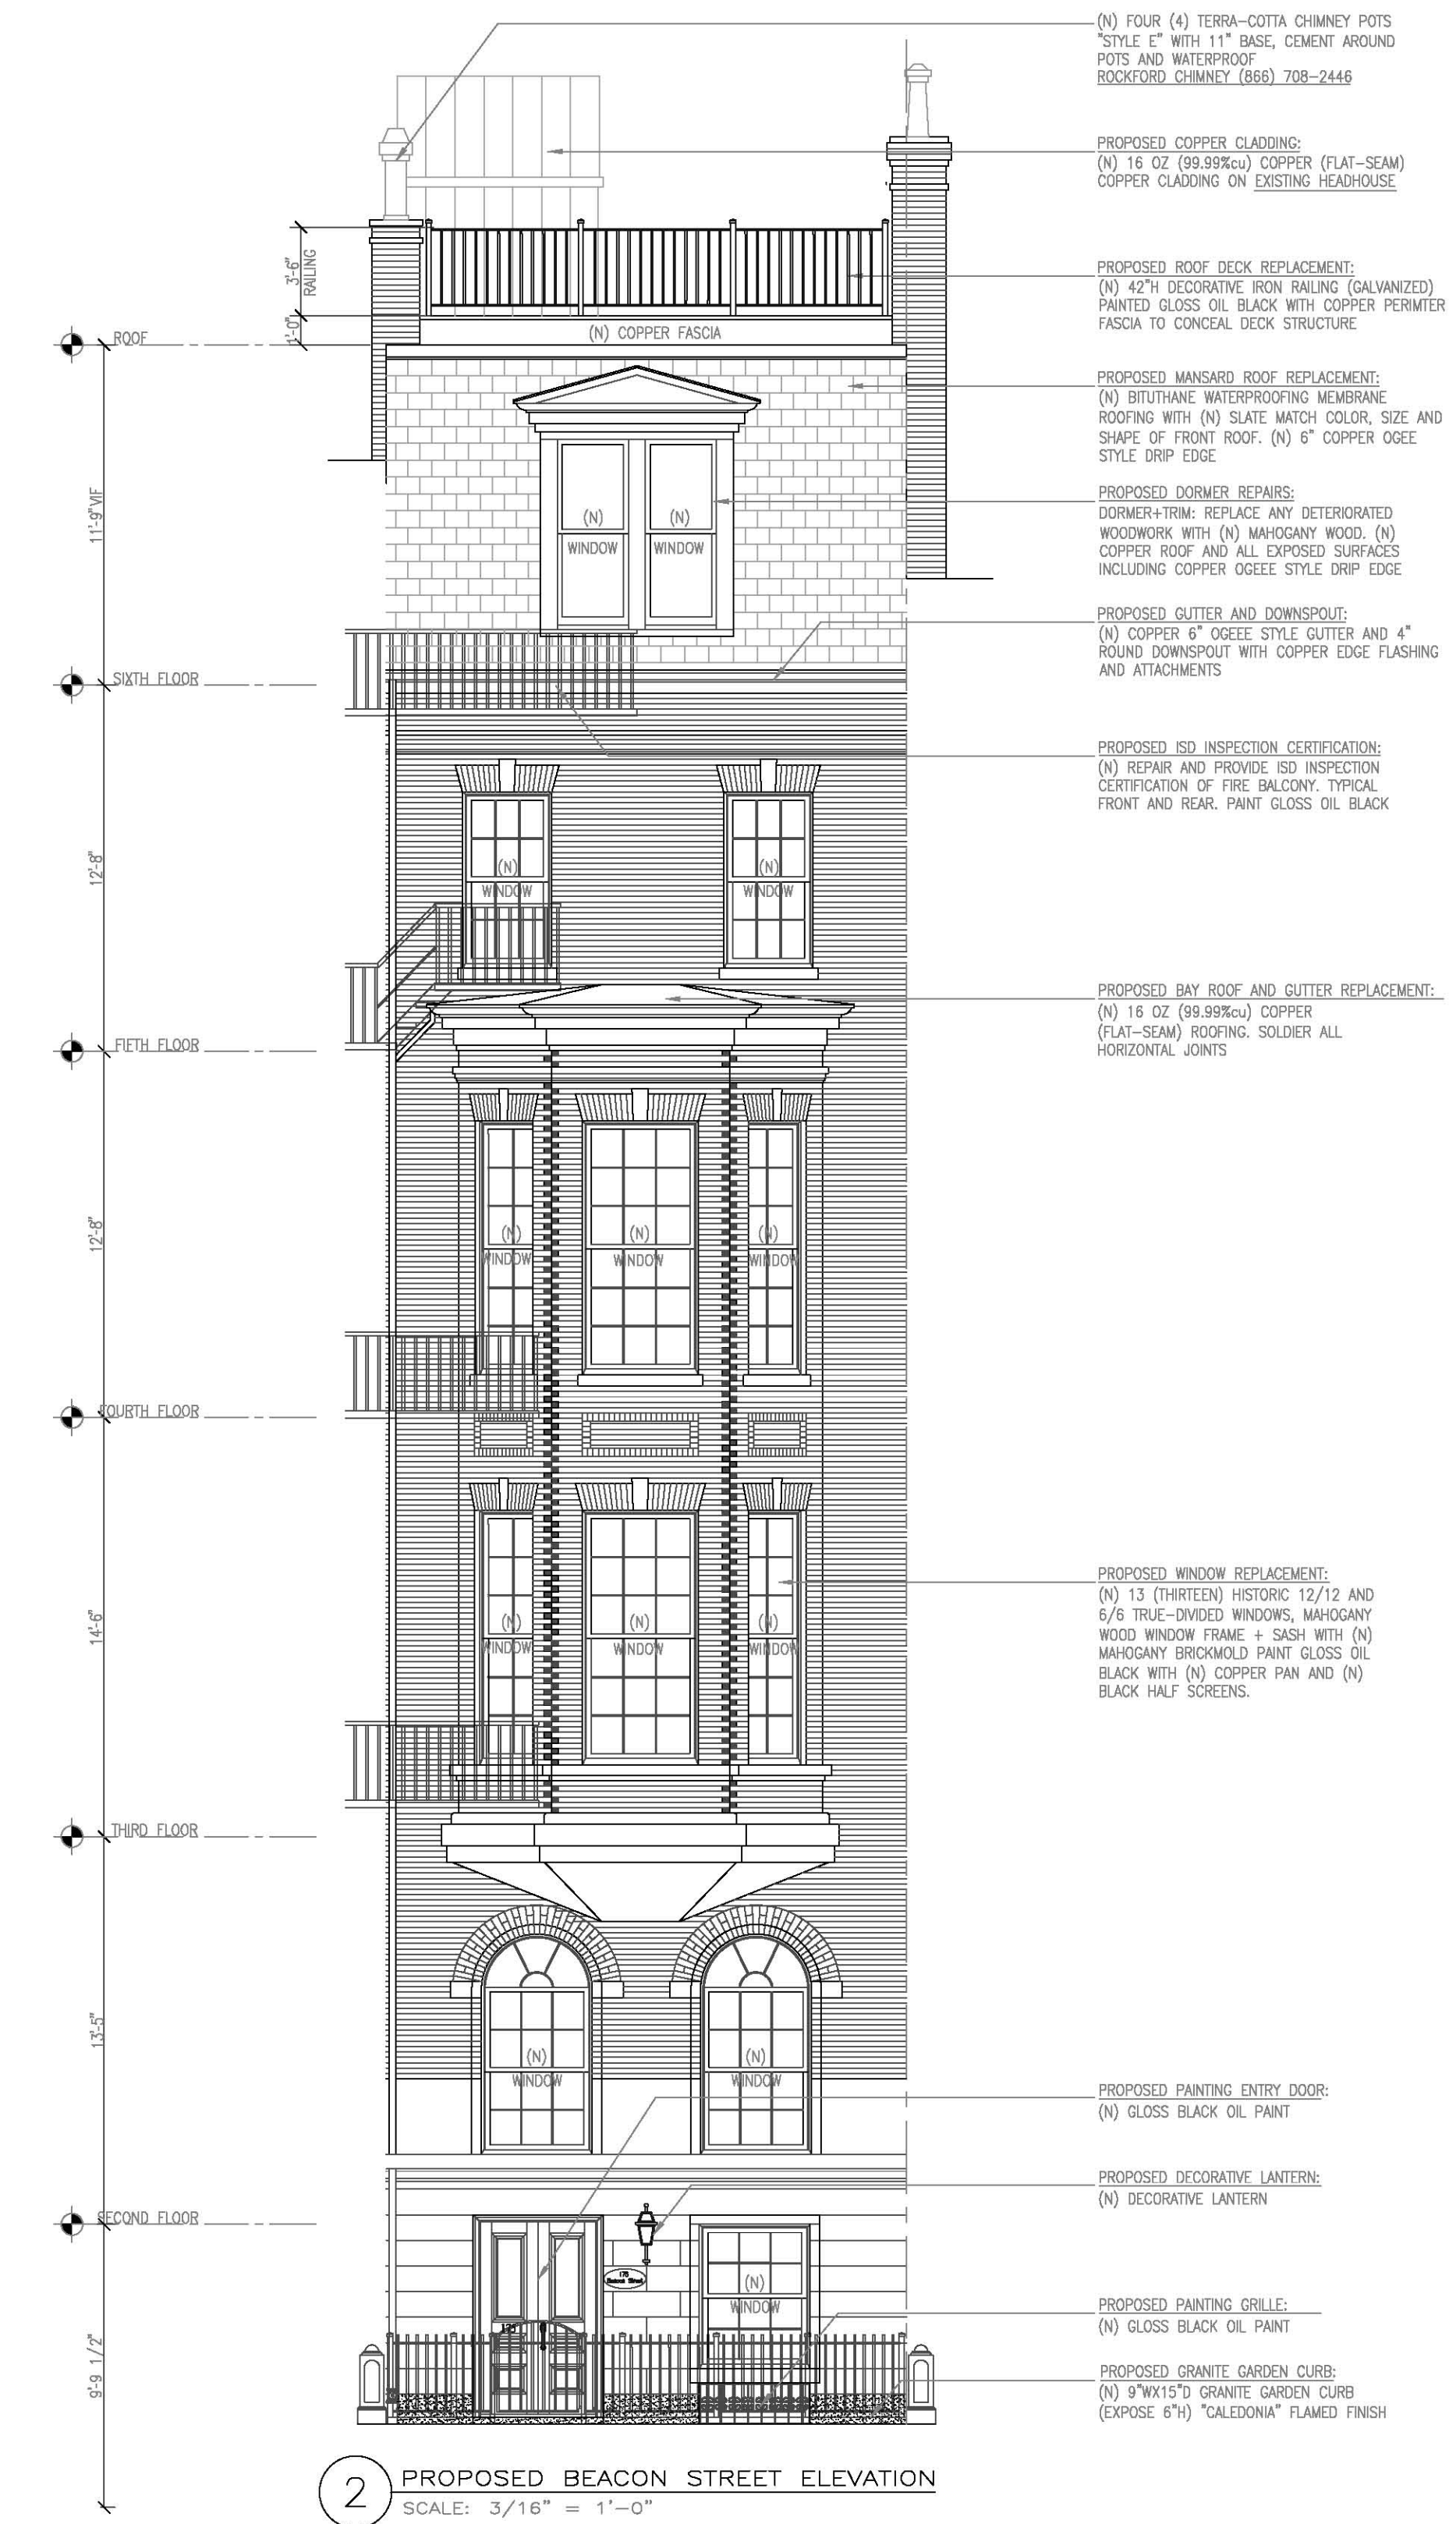 (N) FOUR (4) TERRA-COTTA CHIMNEY POTS
"STYLE E" WITH 11" BASE, CEMENT AROUND
POTS AND WATERPROOF
ROCKFORD CHIMNEY (866) 708-2446
PROPOSED COPPER CLADDING:
(N) 16 OZ (99.99%cu) COPPER (FLAT-SEAM)
COPPER CLADDING ON EXISTING HEADHOUSE
3'-6"
RAILING
PROPOSED ROOF DECK REPLACEMENT:
(N) 42"H DECORATIVE IRON RAILING (GALVANIZED)
PAINTED GLOSS OIL BLACK WITH COPPER PERIMTER
FASCIA TO CONCEAL DECK STRUCTURE
1'-0"
(N) COPPER FASCIA
ROOF
PROPOSED MANSARD ROOF REPLACEMENT:
(N) BITUTHANE WATERPROOFING MEMBRANE
ROOFING WITH (N) SLATE MATCH COLOR, SIZE AND
SHAPE OF FRONT ROOF. (N) 6" COPPER OGEE
STYLE DRIP EDGE
11'-9"VIF
(N)
WINDOW
(N)
WINDOW
PROPOSED DORMER REPAIRS:
DORMER+TRIM: REPLACE ANY DETERIORATED
WOODWORK WITH (N) MAHOGANY WOOD. (N)
COPPER ROOF AND ALL EXPOSED SURFACES
INCLUDING COPPER OGEEE STYLE DRIP EDGE
PROPOSED GUTTER AND DOWNSPOUT:
(N) COPPER 6" OGEEE STYLE GUTTER AND 4"
ROUND DOWNSPOUT WITH COPPER EDGE FLASHING
AND ATTACHMENTS
SIXTH FLOOR
PROPOSED ISD INSPECTION CERTIFICATION:
(N) REPAIR AND PROVIDE ISD INSPECTION
CERTIFICATION OF FIRE BALCONY. TYPICAL
FRONT AND REAR. PAINT GLOSS OIL BLACK
12'-8"
(N)
WINDOW
(N)
WINDOW
PROPOSED BAY ROOF AND GUTTER REPLACEMENT:
(N) 16 OZ (99.99%cu) COPPER
(FLAT-SEAM) ROOFING. SOLDIER ALL
HORIZONTAL JOINTS
FIFTH FLOOR
12'-8"
(N)
WINDOW
(N)
WINDOW
(N)
WINDOW
FOURTH FLOOR
14'-6"
(N)
WINDOW
(N)
WINDOW
(N)
WINDOW
PROPOSED WINDOW REPLACEMENT:
(N) 13 (THIRTEEN) HISTORIC 12/12 AND
6/6 TRUE-DIVIDED WINDOWS, MAHOGANY
WOOD WINDOW FRAME + SASH WITH (N)
MAHOGANY BRICKMOLD PAINT GLOSS OIL
BLACK WITH (N) COPPER PAN AND (N)
BLACK HALF SCREENS.
THIRD FLOOR
13'-5"
(N)
WINDOW
(N)
WINDOW
PROPOSED PAINTING ENTRY DOOR:
(N) GLOSS BLACK OIL PAINT
PROPOSED DECORATIVE LANTERN:
(N) DECORATIVE LANTERN
SECOND FLOOR
175
Beacon Street
(N)
WINDOW
175
9'-9 1/2"
PROPOSED PAINTING GRILLE:
(N) GLOSS BLACK OIL PAINT
PROPOSED GRANITE GARDEN CURB:
(N) 9"WX15"D GRANITE GARDEN CURB
(EXPOSE 6"H) "CALEDONIA" FLAMED FINISH
2
PROPOSED BEACON STREET ELEVATION
SCALE: 3/16" = 1'-0"